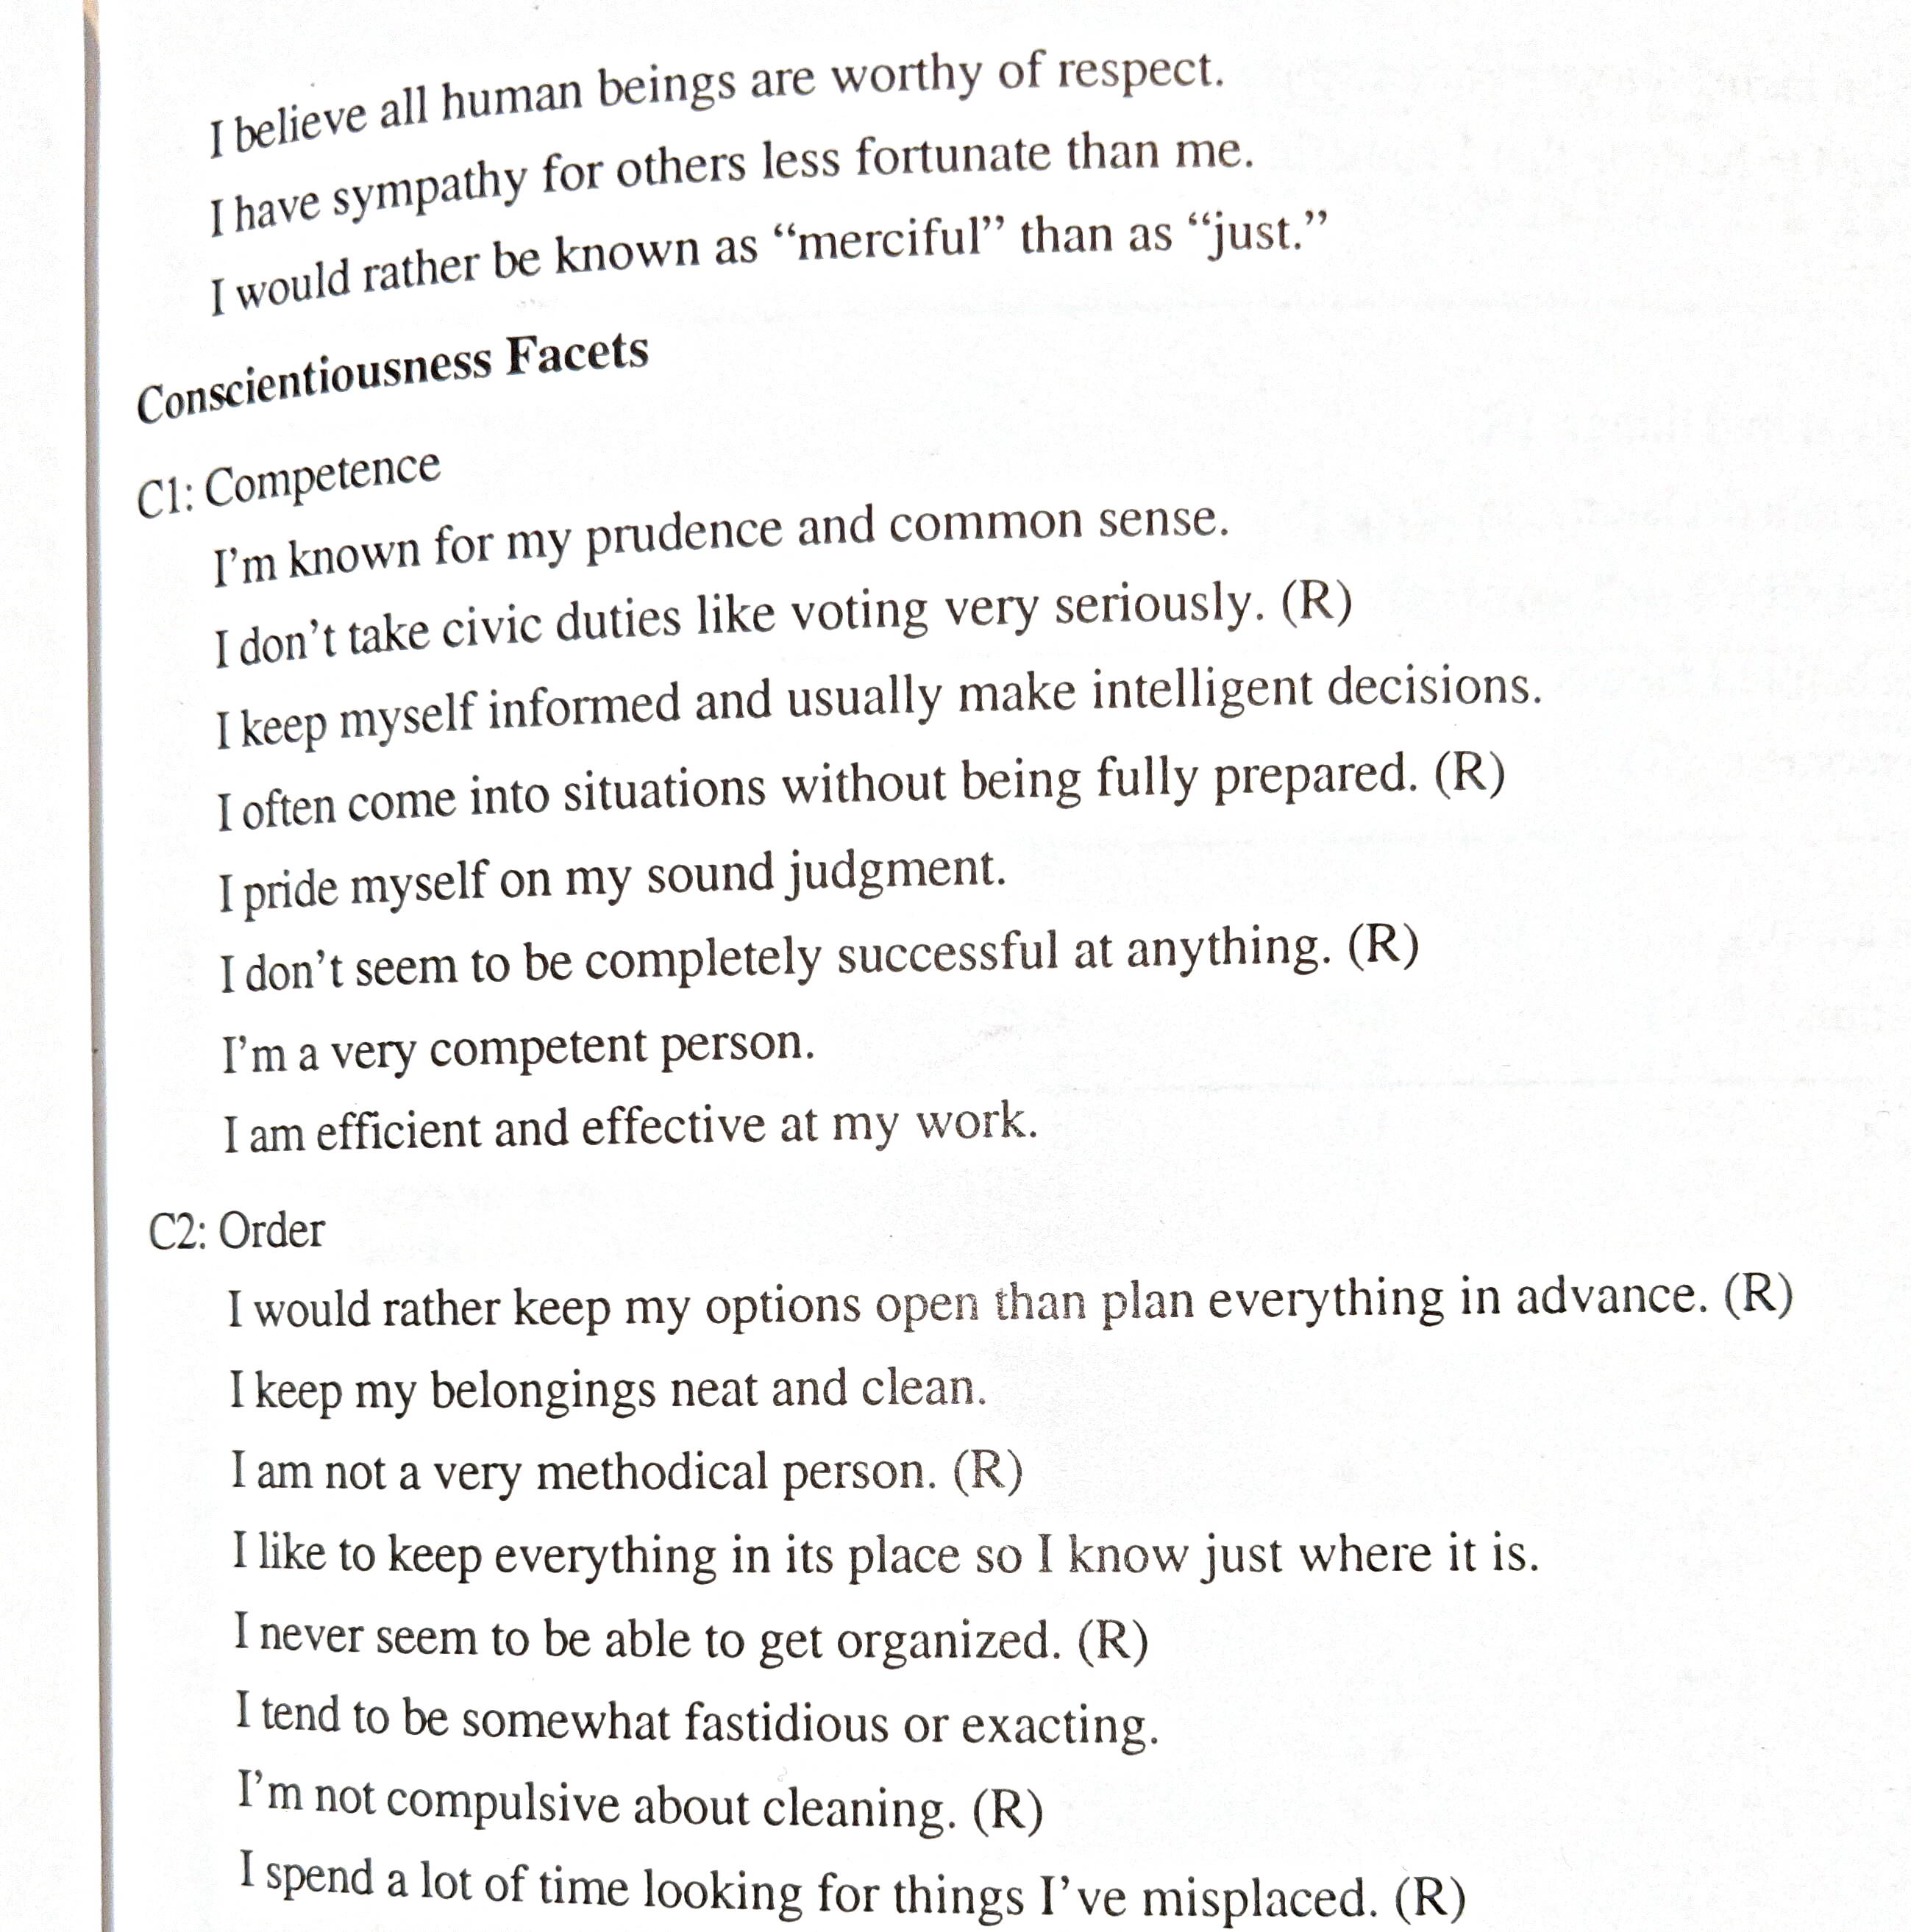 I believe all human beings are worthy of respect.
I have sympathy for others less fortunate than me.
I would rather be known as “merciful” than as “just.”
Conscientiousness Facets
C1: Competence
I’m known for my prudence and common sense.
I don’t take civic duties like voting very seriously. (R)
I keep myself informed and usually make intelligent decisions.
I often come into situations without being fully prepared. (R)
I pride myself on my sound judgment.
I don’t seem to be completely successful at anything. (R)
I’m a very competent person.
I am efficient and effective at my work.
C2: Order
I would rather keep my options open than plan everything in advance. (R)
I keep my belongings neat and clean.
I am not a very methodical person. (R)
I like to keep everything in its place so I know just where it is.
I never seem to be able to get organized. (R)
I tend to be somewhat fastidious or exacting.
I’m not compulsive about cleaning. (R)
I spend a lot of time looking for things I’ve misplaced. (R)